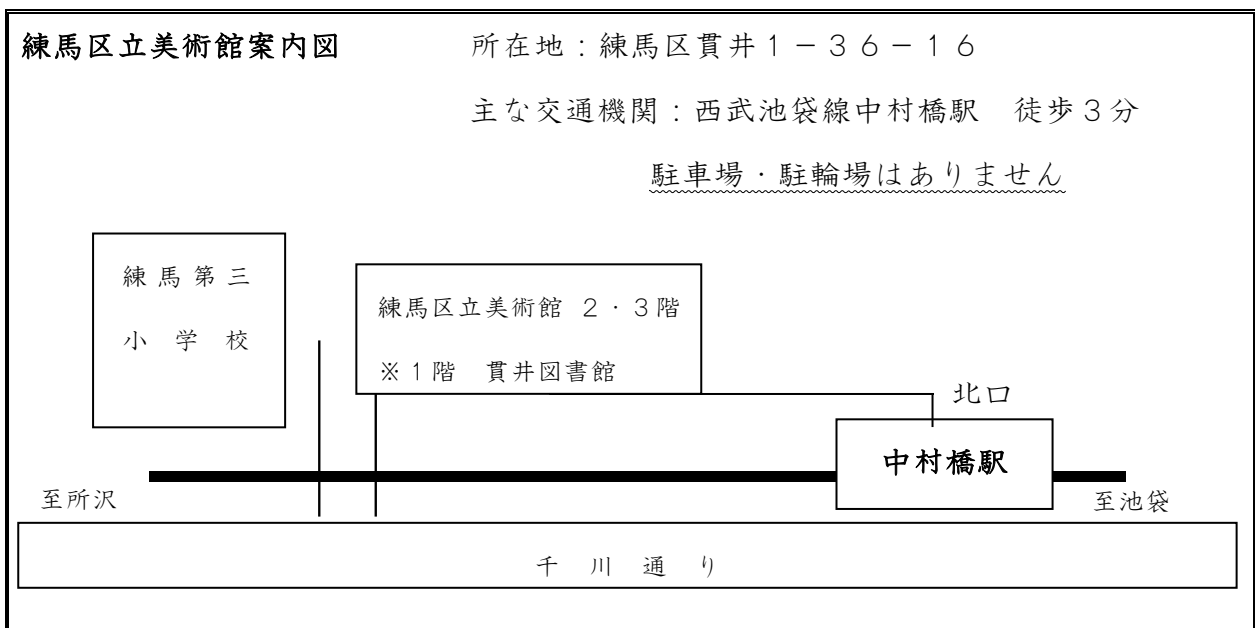 練馬区立美術館案内図　所在地：練馬区貫井１－３６－１６
主な交通機関：西武池袋線中村橋駅　徒歩３分
駐車場・駐輪場はありません
練馬第三
小学校
練馬区立美術館　２・３階
※１階　貫井図書館
北口
中村橋駅
至所沢
至池袋
千川通り